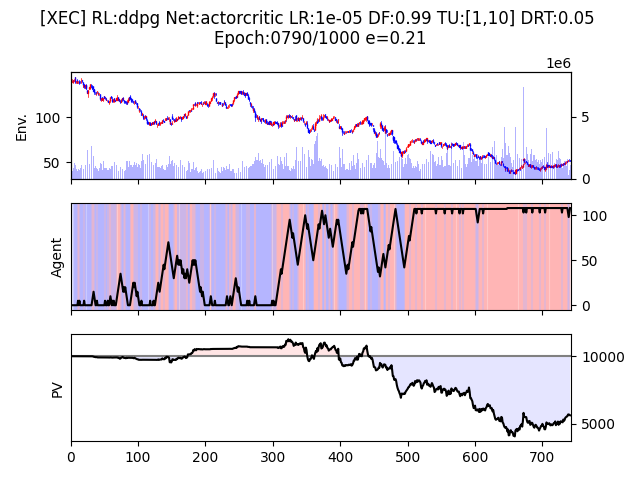 [XEC] RL:ddpg Net:actorcritic LR:1e-05 DF:0.99 TU:[1,10] DRT:0.05
Epoch:0790/1000 e=0.21
1e6
Env.
100
50
5
0
Agent
100
50
0
PV
10000
5000
0 100 200 300 400 500 600 700